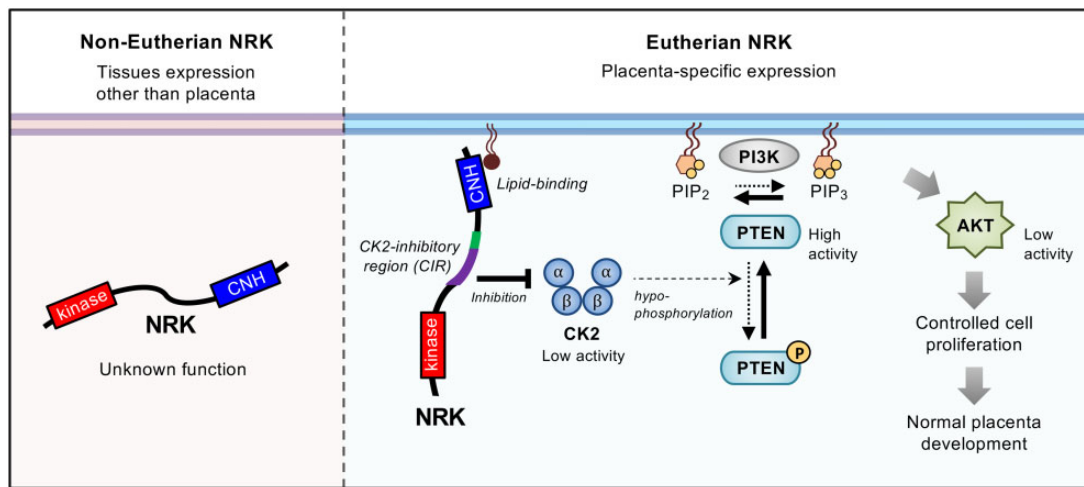 Non-Eutherian NRK
Tissues expression
other than placenta
kinase
CNH
NRK
Unknown function
Eutherian NRK
Placenta-specific expression
CNH
Lipid-binding
CK2-inhibitory
region (CIR)
kinase
NRK
Inhibition
α α
β β
CK2
Low activity
hypo-
phosphorylation
PI3K
PIP2
PIP3
PTEN
High
activity
PTEN
P
AKT
Low
activity
Controlled cell
proliferation
Normal placenta
development